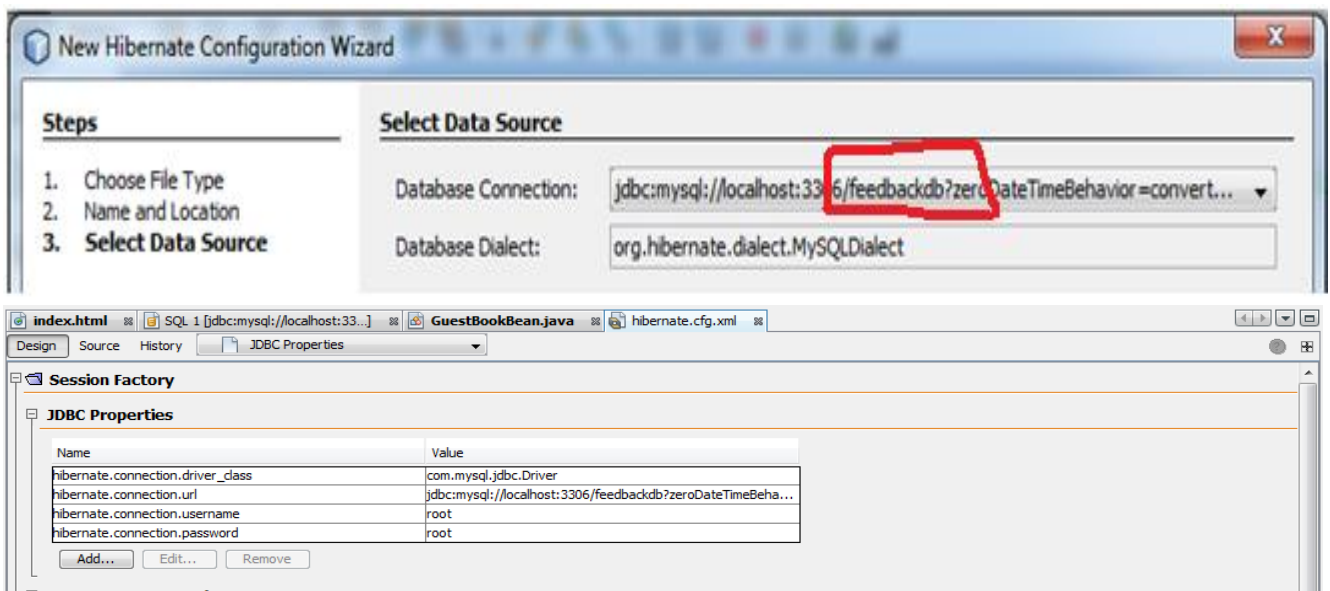 New Hibernate Configuration Wizard
Steps
Select Data Source
1. Choose File Type
2. Name and Location
3. Select Data Source
Database Connection: jdbc:mysql://localhost:3306/feedbackdb?zeroDateTimeBehavior=convert...
Database Dialect: org.hibernate.dialect.MySQLDialect
index.html SQL 1 [jdbc:mysql://localhost:33...] GuestBookBean.java hibernate.cfg.xml
Design Source History JDBC Properties
Session Factory
JDBC Properties
Name Value
hibernate.connection.driver_class com.mysql.jdbc.Driver
hibernate.connection.url jdbc:mysql://localhost:3306/feedbackdb?zeroDateTimeBeha...
hibernate.connection.username root
hibernate.connection.password root
Add... Edit... Remove